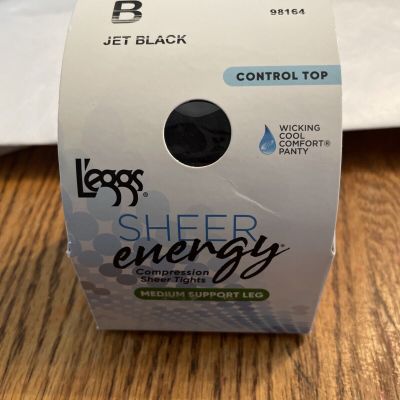 B
98164
JET BLACK
CONTROL TOP
WICKING
COOL
COMFORT®
PANTY
L'eggs®
SHEER
energy®
Compression
Sheer Tights
MEDIUM SUPPORT LEG